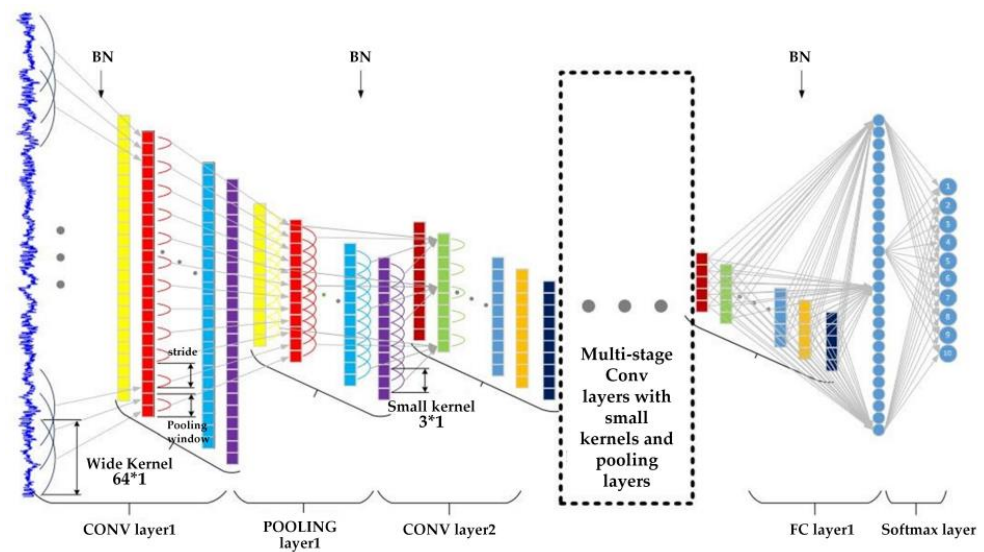 BN
BN
BN
stride
Pooling
window
Wide Kernel
64*1
Small kernel
3*1
Multi-stage
Conv
layers with
small
kernels and
pooling
layers
1
2
3
4
5
6
7
8
9
10
CONV layer1
POOLING
layer1
CONV layer2
FC layer1
Softmax layer